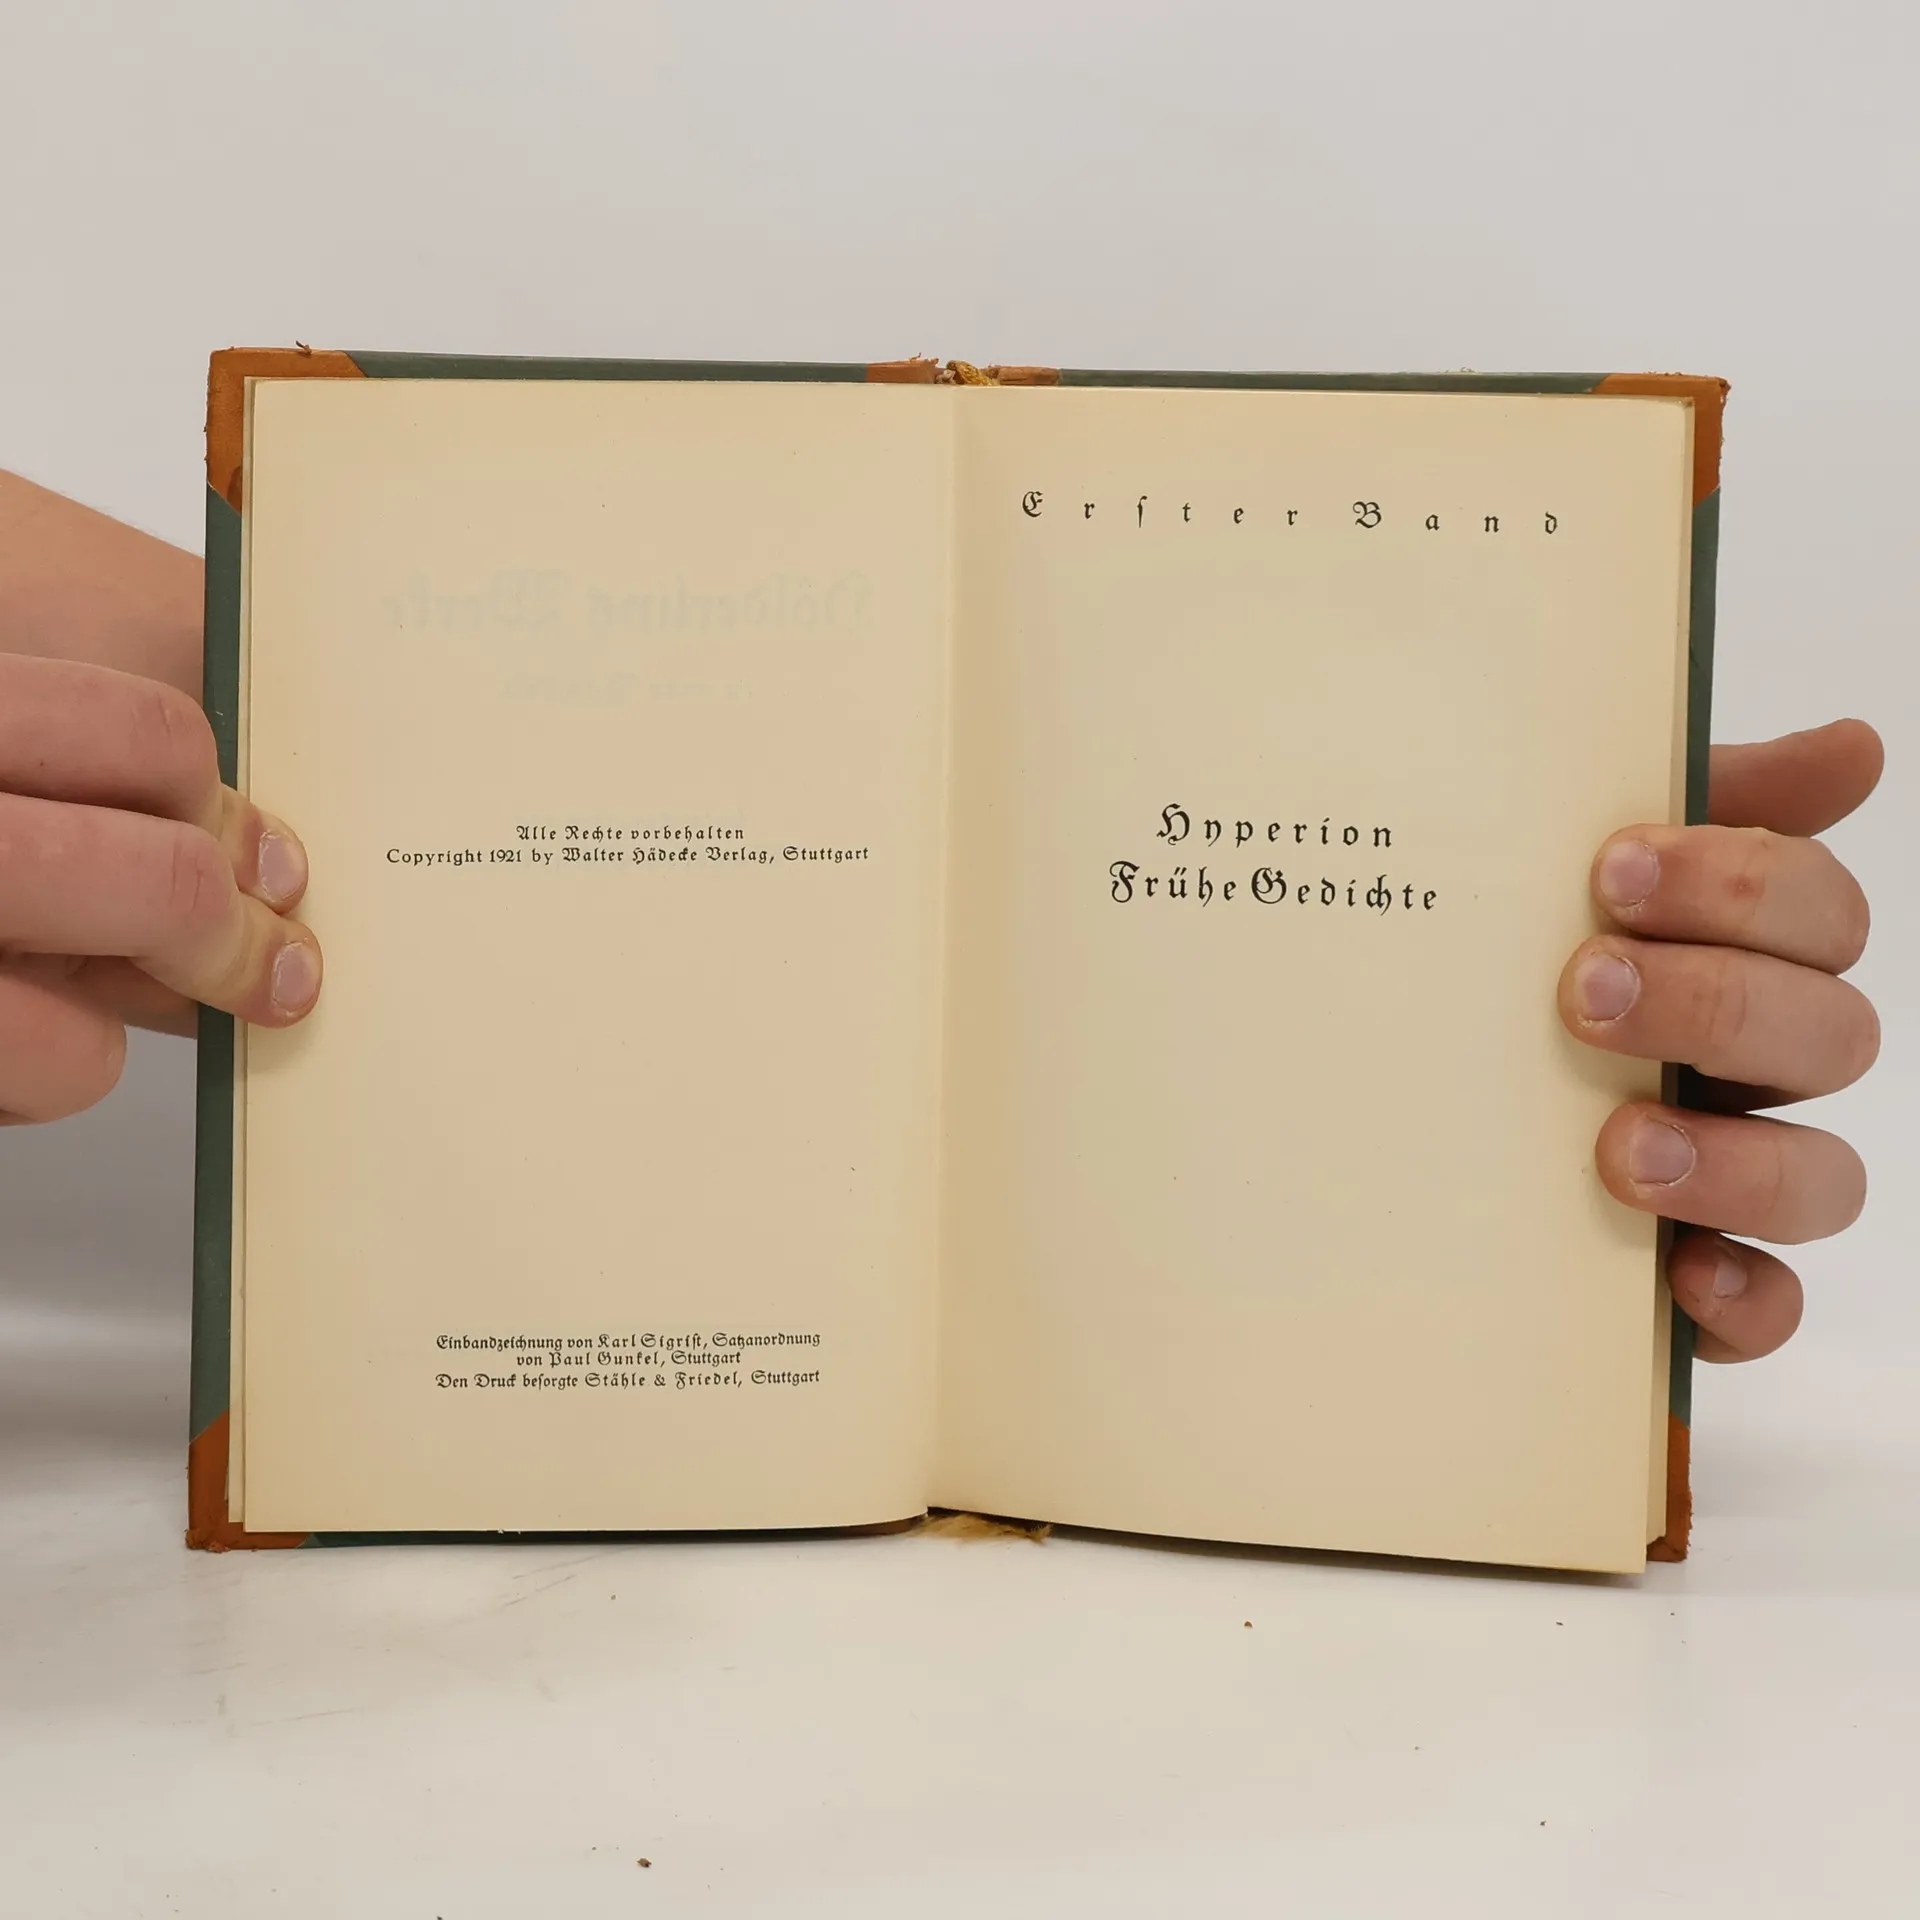 Alle Rechte vorbehalten
Copyright 1921 by Walter Hädecke Verlag, Stuttgart
Einbandzeichnung von Karl Sigriſt, Satzanordnung
von Paul Gunkel, Stuttgart
Den Druck beſorgte Stähle & Friedel, Stuttgart
Erſter Band
Hyperion
Frühe Gedichte